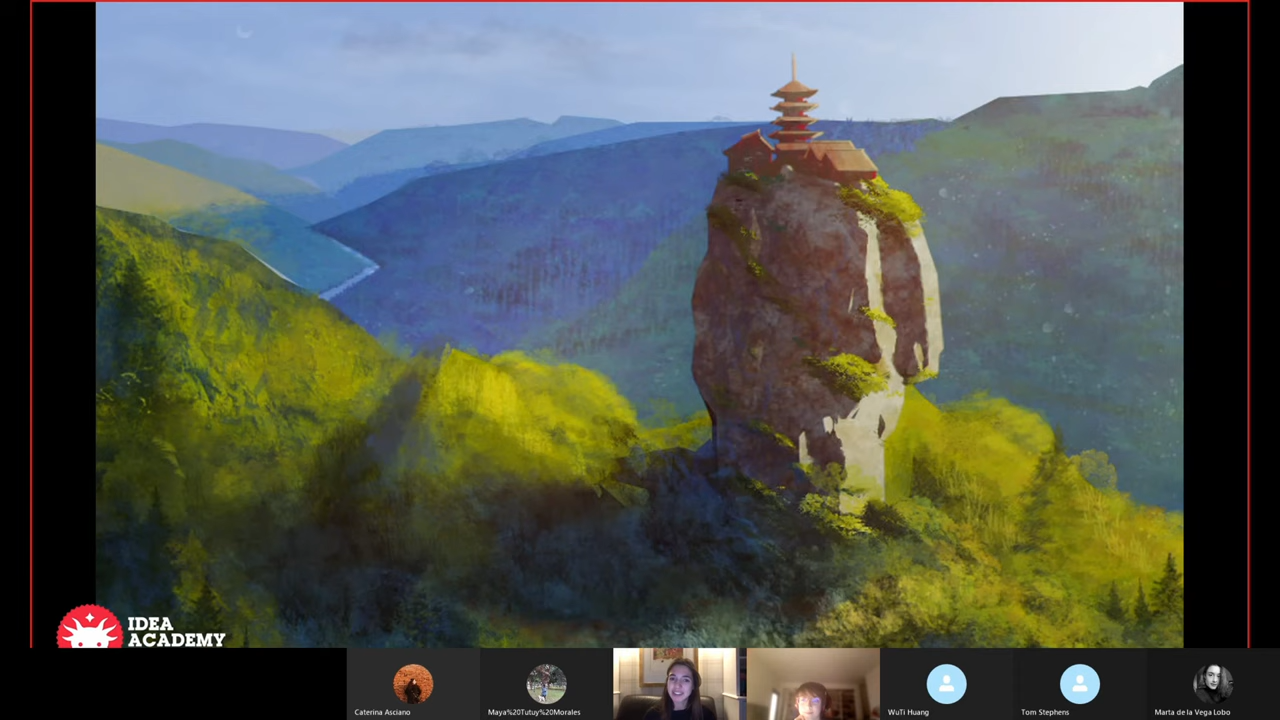 IDEA
ACADEMY
Caterina Asciano
Maya%20Tutuy%20Morales
WuTi Huang
Tom Stephens
Marta de la Vega Lobo